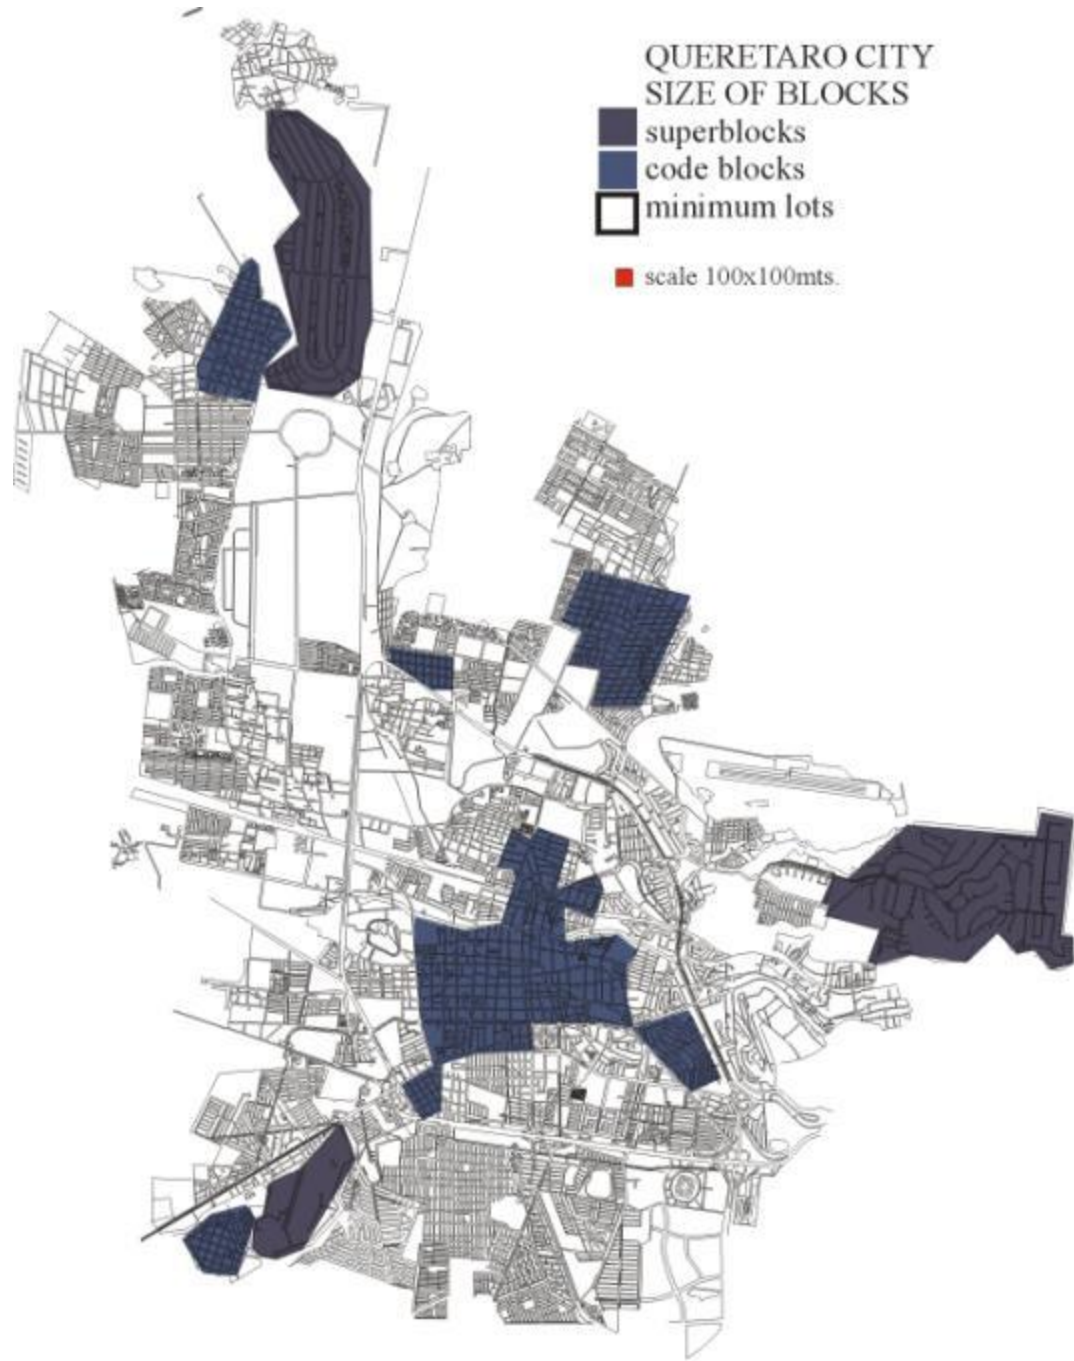 QUERETARO CITY
SIZE OF BLOCKS
superblocks
code blocks
minimum lots
scale 100x100mts.